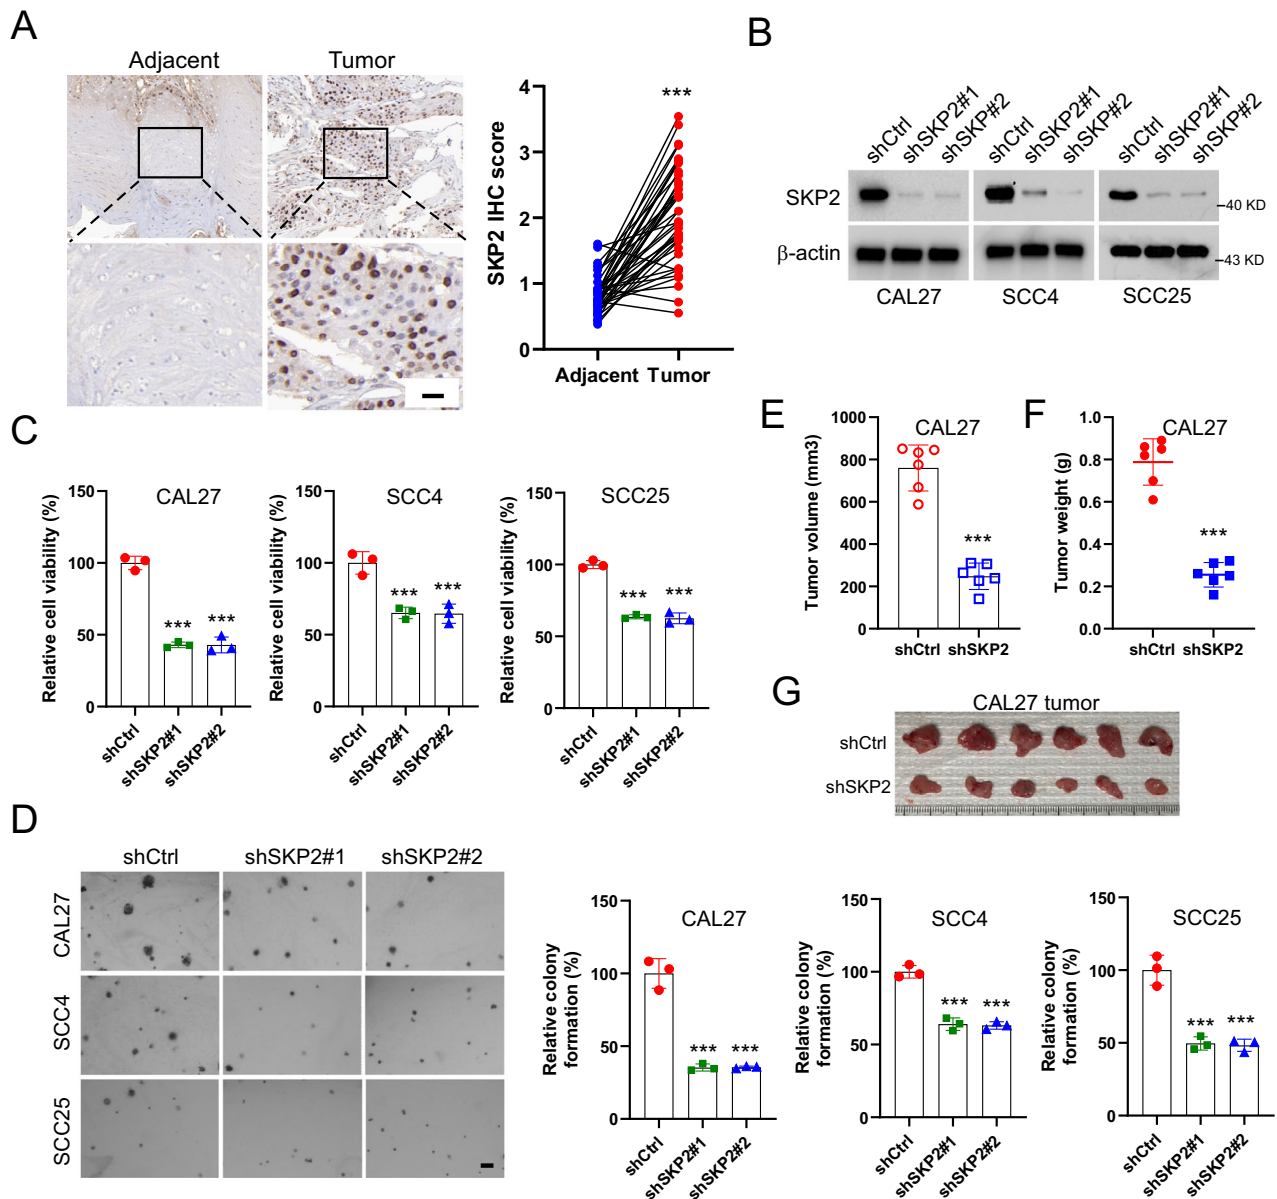 A
Adjacent
Tumor
SKP2 IHC score
4
3
2
1
0
***
Adjacent Tumor
B
shCtrl
shSKP2#1
shSKP#2
shCtrl
shSKP2#1
shSKP#2
shCtrl
shSKP2#1
shSKP#2
SKP2
40 KD
β-actin
43 KD
CAL27
SCC4
SCC25
C
Relative cell viability (%)
150
100
50
0
CAL27
***
***
shCtrl
shSKP2#1
shSKP2#2
Relative cell viability (%)
150
100
50
0
SCC4
***
***
shCtrl
shSKP2#1
shSKP2#2
Relative cell viability (%)
150
100
50
0
SCC25
***
***
shCtrl
shSKP2#1
shSKP2#2
E
Tumor volume (mm3)
1000
800
600
400
200
0
CAL27
***
shCtrl shSKP2
F
Tumor weight (g)
1.0
0.8
0.6
0.4
0.2
0.0
CAL27
***
shCtrl shSKP2
G
CAL27 tumor
shCtrl
shSKP2
D
shCtrl
shSKP2#1
shSKP2#2
CAL27
SCC4
SCC25
Relative colony
formation (%)
150
100
50
0
CAL27
***
***
shCtrl
shSKP2#1
shSKP2#2
Relative colony
formation (%)
150
100
50
0
SCC4
***
***
shCtrl
shSKP2#1
shSKP2#2
Relative colony
formation (%)
150
100
50
0
SCC25
***
***
shCtrl
shSKP2#1
shSKP2#2